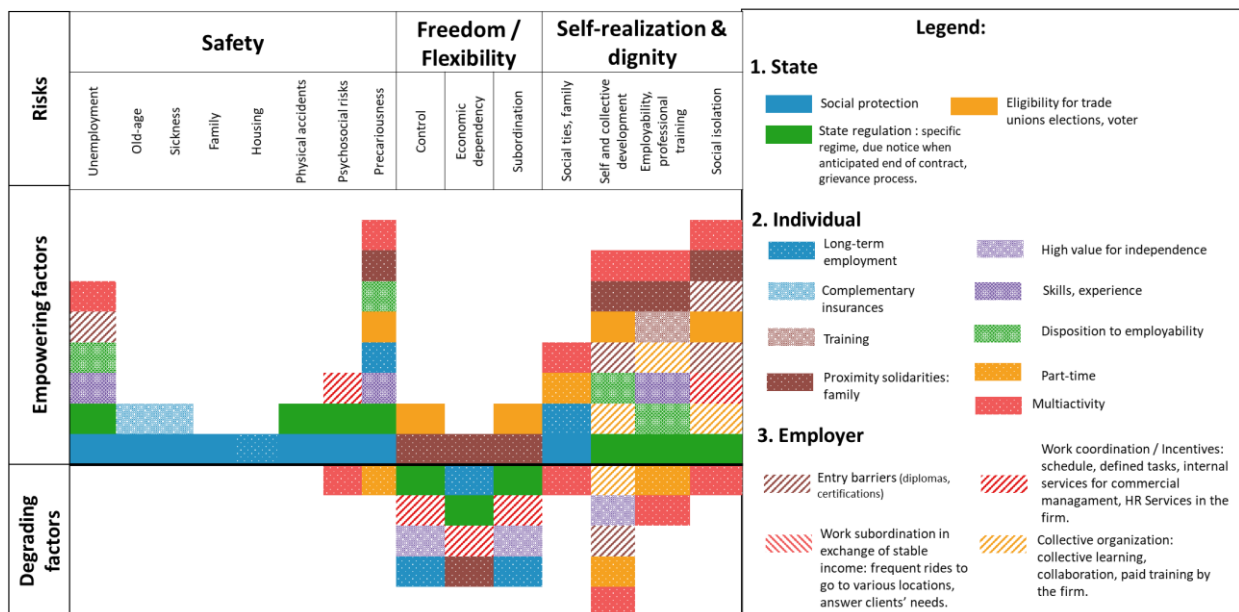 Safety
Freedom /
Flexibility
Self-realization &
dignity
Risks
Unemployment
Old-age
Sickness
Family
Housing
Physical accidents
Psychosocial risks
Precariousness
Control
Economic
dependency
Subordination
Social ties, family
Self and collective
development
Employability,
professional
training
Social isolation
Empowering factors
Degrading
factors
Legend:
1. State
Social protection
Eligibility for trade
unions elections, voter
State regulation : specific
regime, due notice when
anticipated end of contract,
grievance process.
2. Individual
Long-term
employment
High value for independence
Complementary
insurances
Skills, experience
Training
Disposition to employability
Proximity solidarities:
family
Part-time
Multiactivity
3. Employer
Entry barriers (diplomas,
certifications)
Work coordination / Incentives:
schedule, defined tasks, internal
services for commercial
managament, HR Services in the
firm.
Work subordination in
exchange of stable
income: frequent rides to
go to various locations,
answer clients' needs.
Collective organization:
collective learning,
collaboration, paid training by
the firm.